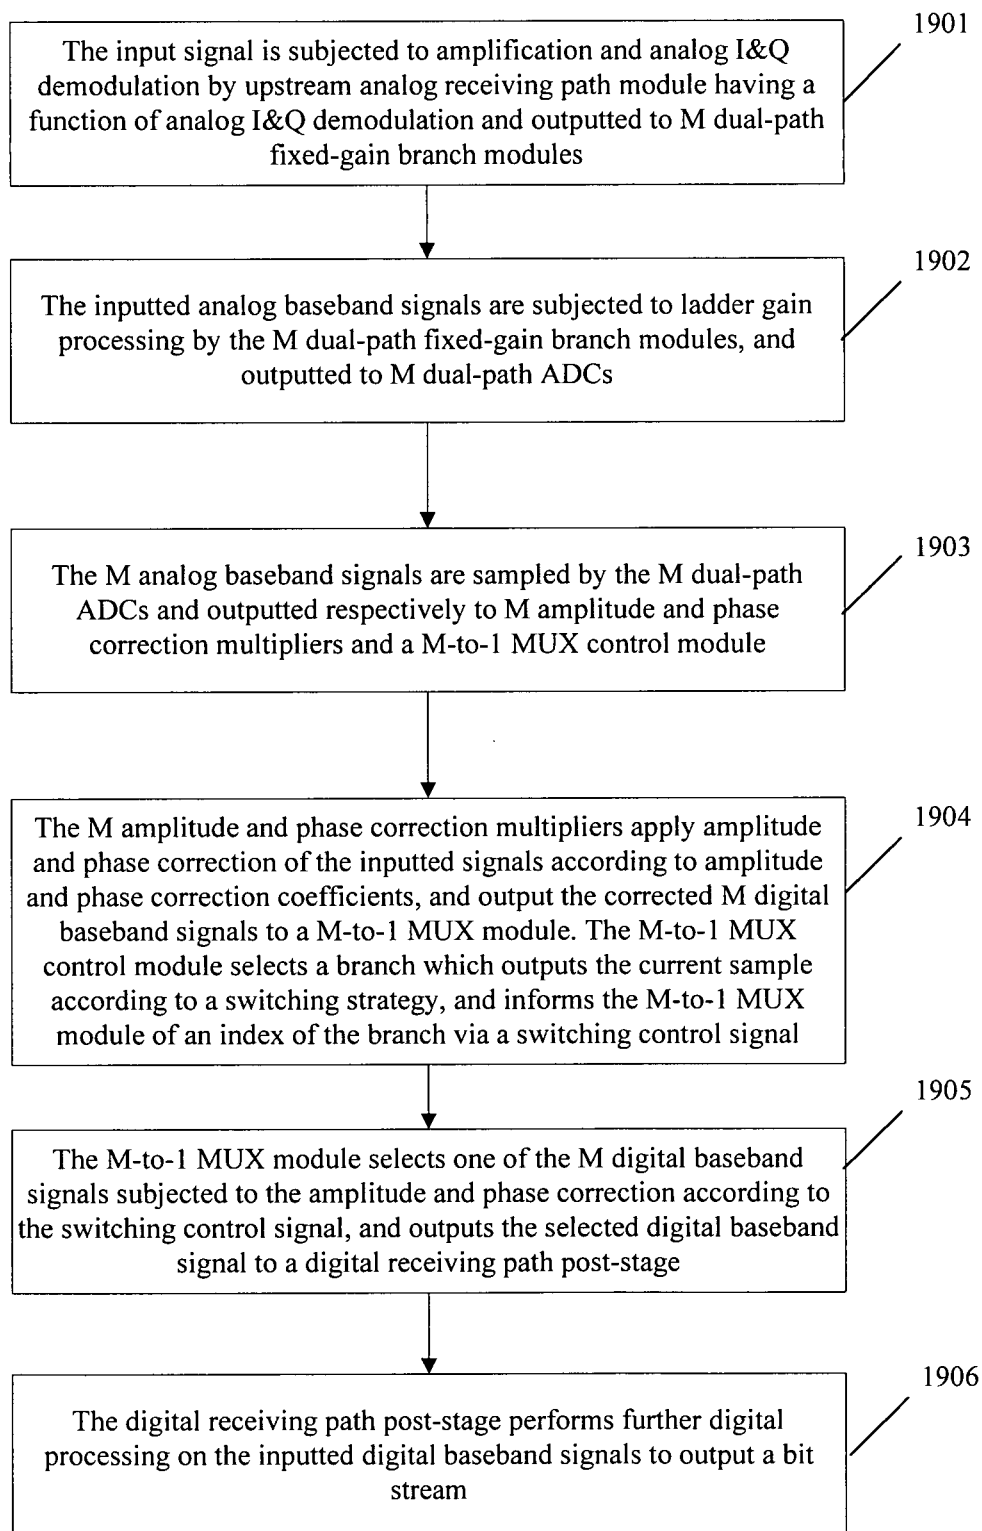 1901
The input signal is subjected to amplification and analog I&Q
demodulation by upstream analog receiving path module having a
function of analog I&Q demodulation and outputted to M dual-path
fixed-gain branch modules
1902
The inputted analog baseband signals are subjected to ladder gain
processing by the M dual-path fixed-gain branch modules, and
outputted to M dual-path ADCs
1903
The M analog baseband signals are sampled by the M dual-path
ADCs and outputted respectively to M amplitude and phase
correction multipliers and a M-to-1 MUX control module
1904
The M amplitude and phase correction multipliers apply amplitude
and phase correction of the inputted signals according to amplitude
and phase correction coefficients, and output the corrected M digital
baseband signals to a M-to-1 MUX module. The M-to-1 MUX
control module selects a branch which outputs the current sample
according to a switching strategy, and informs the M-to-1 MUX
module of an index of the branch via a switching control signal
1905
The M-to-1 MUX module selects one of the M digital baseband
signals subjected to the amplitude and phase correction according to
the switching control signal, and outputs the selected digital baseband
signal to a digital receiving path post-stage
1906
The digital receiving path post-stage performs further digital
processing on the inputted digital baseband signals to output a bit
stream